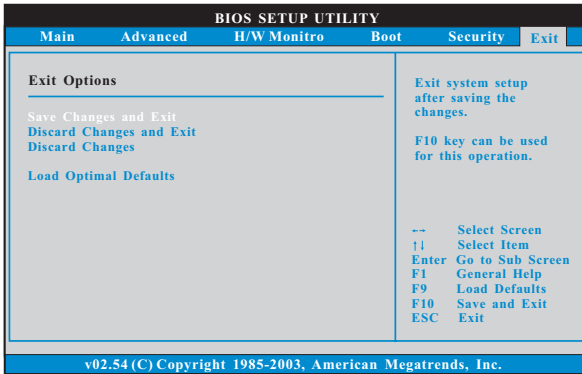 BIOS SETUP UTILITY
Main Advanced H/W Monitro Boot Security Exit
Exit Options
Save Changes and Exit
Discard Changes and Exit
Discard Changes
Load Optimal Defaults
Exit system setup
after saving the
changes.
F10 key can be used
for this operation.
←→ Select Screen
↑↓ Select Item
Enter Go to Sub Screen
F1 General Help
F9 Load Defaults
F10 Save and Exit
ESC Exit
v02.54 (C) Copyright 1985-2003, American Megatrends, Inc.